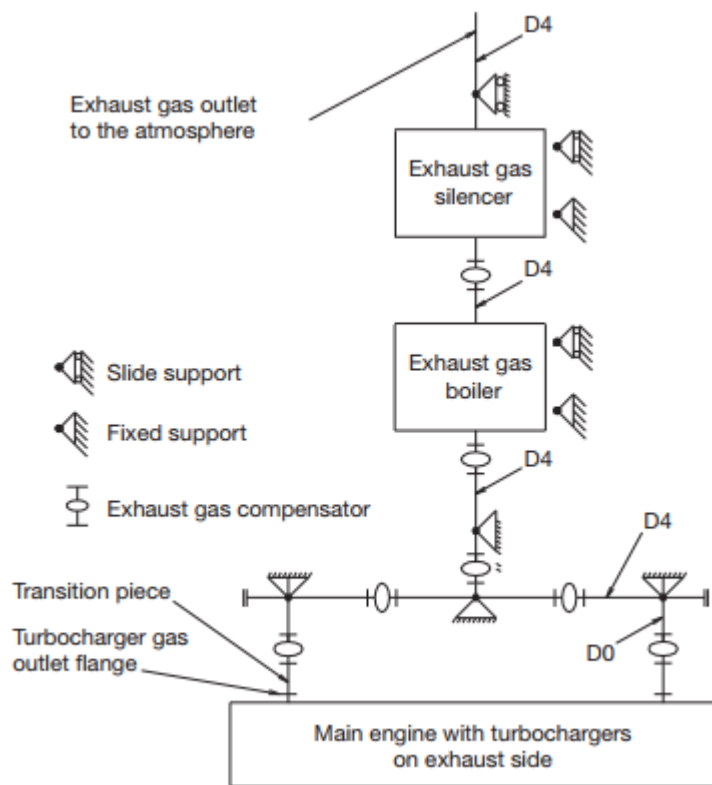 D4
Exhaust gas outlet
to the atmosphere
Exhaust gas
silencer
D4
Exhaust gas
boiler
Slide support
Fixed support
D4
Exhaust gas compensator
D4
Transition piece
Turbocharger gas
outlet flange
D0
Main engine with turbochargers
on exhaust side